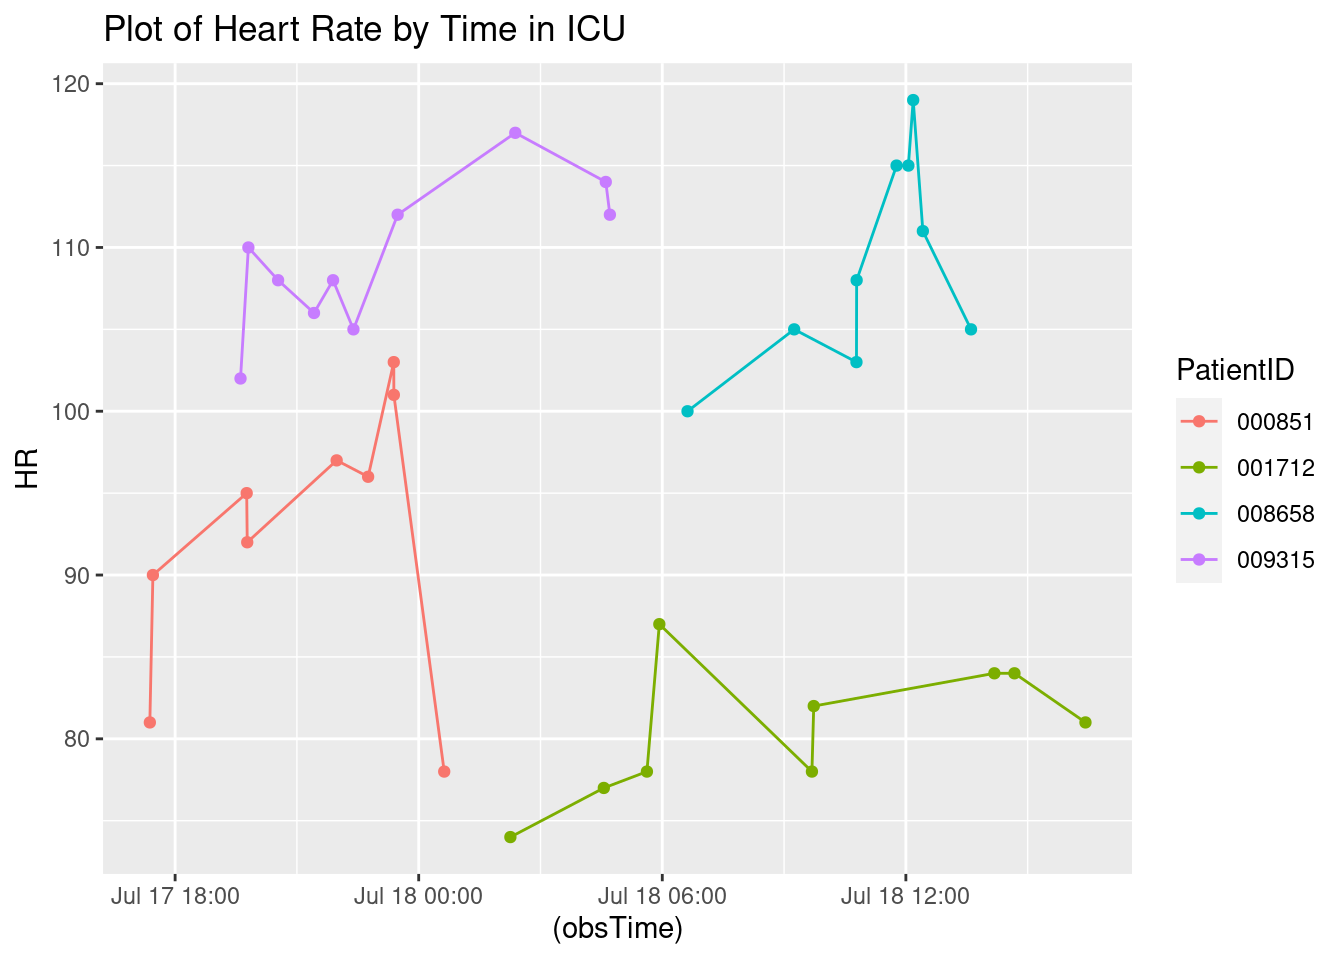 Plot of Heart Rate by Time in ICU
120
110
100
90
80
HR
Jul 17 18:00
Jul 18 00:00
Jul 18 06:00
Jul 18 12:00
(obsTime)
PatientID
000851
001712
008658
009315